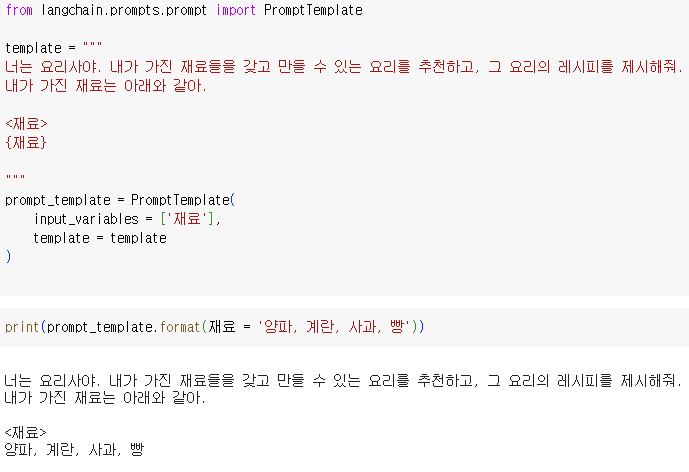 from langchain.prompts.prompt import PromptTemplate
template = """
너는 요리사야. 내가 가진 재료들을 갖고 만들 수 있는 요리를 추천하고, 그 요리의 레시피를 제시해줘.
내가 가진 재료는 아래와 같아.
<재료>
{재료}
"""
prompt_template = PromptTemplate(
    input_variables = ['재료'],
    template = template
)
print(prompt_template.format(재료 = '양파, 계란, 사과, 빵'))
너는 요리사야. 내가 가진 재료들을 갖고 만들 수 있는 요리를 추천하고, 그 요리의 레시피를 제시해줘.
내가 가진 재료는 아래와 같아.
<재료>
양파, 계란, 사과, 빵